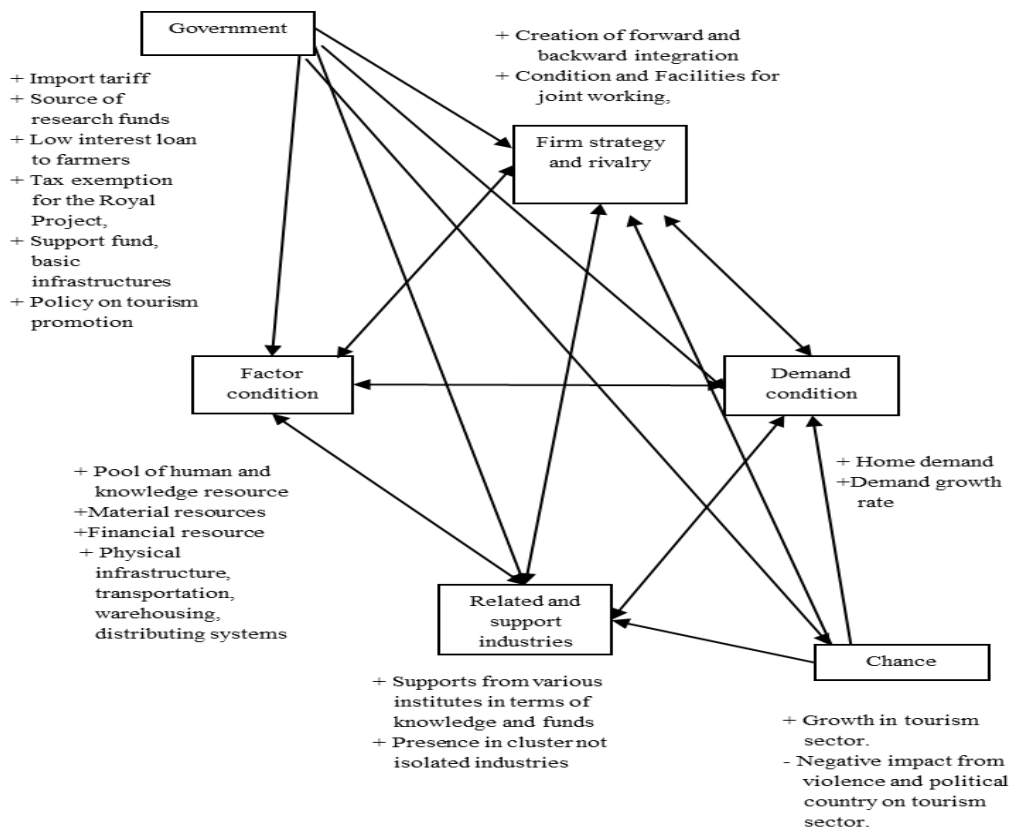 Government
+ Import tariff
+ Source of
research funds
+ Low interest loan
to farmers
+ Tax exemption
for the Royal
Project,
+ Support fund,
basic
infrastructures
+ Policy on tourism
promotion
+ Creation of forward and
backward integration
+ Condition and Facilities for
joint working,
Firm strategy
and rivalry
Factor
condition
Demand
condition
+ Pool of human and
knowledge resource
+Material resources
+Financial resource
+ Physical
infrastructure,
transportation,
warehousing,
distributing systems
+ Home demand
+Demand growth
rate
Related and
support
industries
Chance
+ Supports from various
institutes in terms of
knowledge and funds
+ Presence in cluster not
isolated industries
+ Growth in tourism
sector.
- Negative impact from
violence and political
country on tourism
sector.